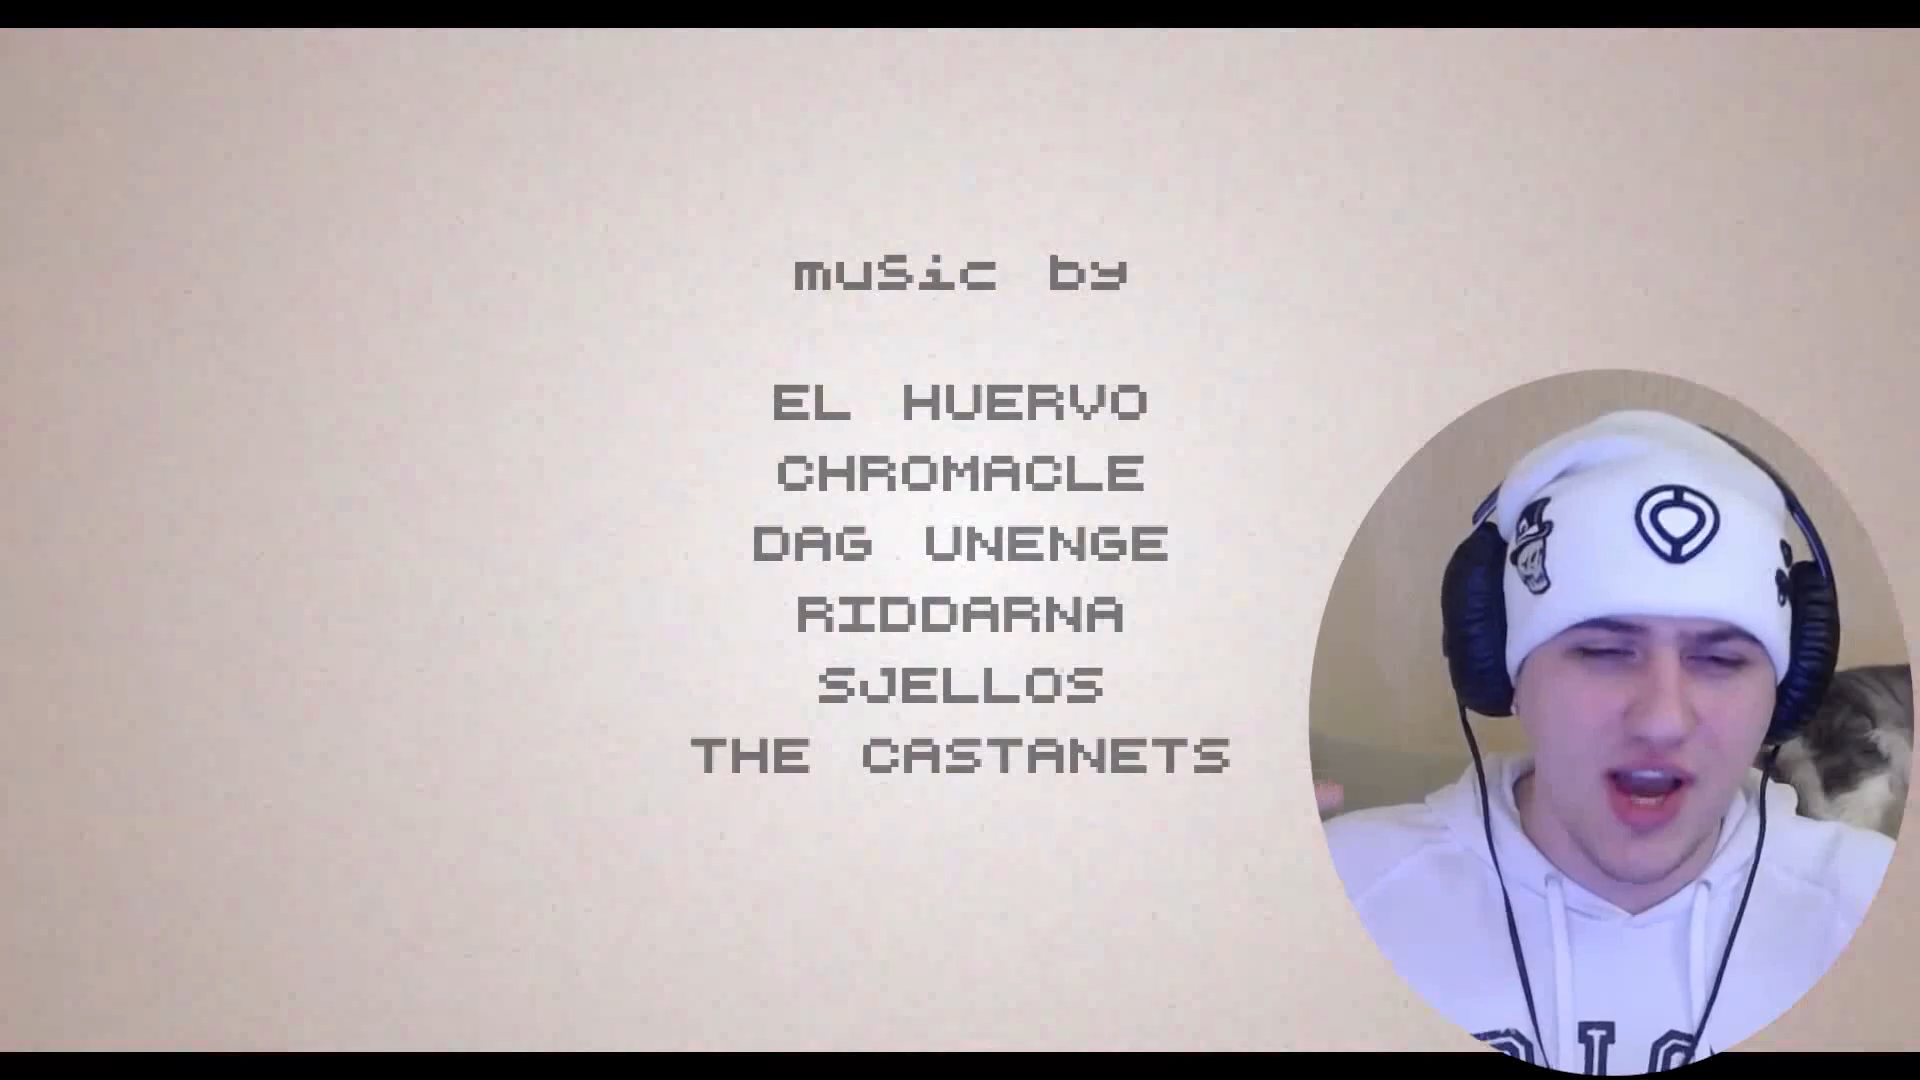 music by
EL HUERVO
CHROMACLE
DAG UNENGE
RIDDARNA
SJELLOS
THE CASTANETS